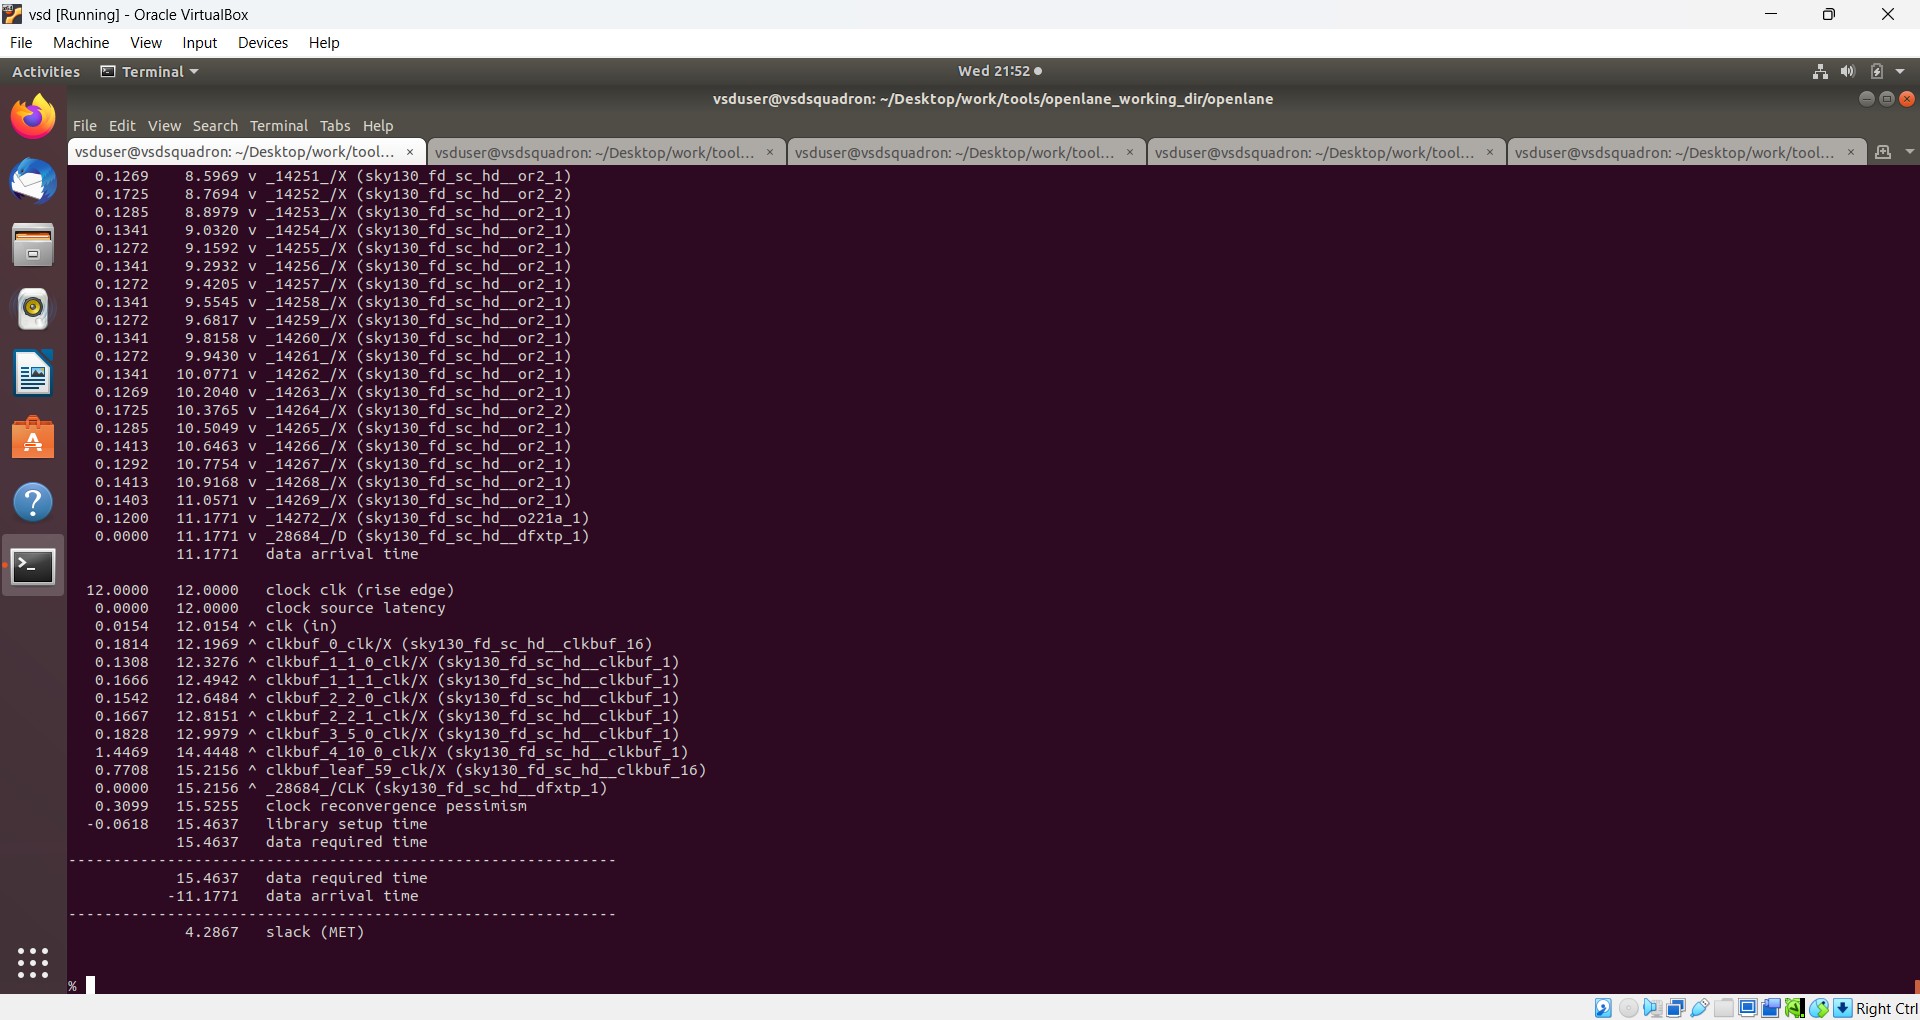 vsd [Running] - Oracle VirtualBox
File Machine View Input Devices Help
Activities Terminal Wed 21:52
vsduser@vsdsquadron: ~/Desktop/work/tools/openlane_working_dir/openlane
File Edit View Search Terminal Tabs Help
vsduser@vsdsquadron: ~/Desktop/work/tool... × vsduser@vsdsquadron: ~/Desktop/work/tool... × vsduser@vsdsquadron: ~/Desktop/work/tool... × vsduser@vsdsquadron: ~/Desktop/work/tool... × vsduser@vsdsquadron: ~/Desktop/work/tool... ×
0.1269 8.5969 v _14251_/X (sky130_fd_sc_hd__or2_1)
0.1725 8.7694 v _14252_/X (sky130_fd_sc_hd__or2_2)
0.1285 8.8979 v _14253_/X (sky130_fd_sc_hd__or2_1)
0.1341 9.0320 v _14254_/X (sky130_fd_sc_hd__or2_1)
0.1272 9.1592 v _14255_/X (sky130_fd_sc_hd__or2_1)
0.1341 9.2932 v _14256_/X (sky130_fd_sc_hd__or2_1)
0.1272 9.4205 v _14257_/X (sky130_fd_sc_hd__or2_1)
0.1341 9.5545 v _14258_/X (sky130_fd_sc_hd__or2_1)
0.1272 9.6817 v _14259_/X (sky130_fd_sc_hd__or2_1)
0.1341 9.8158 v _14260_/X (sky130_fd_sc_hd__or2_1)
0.1272 9.9430 v _14261_/X (sky130_fd_sc_hd__or2_1)
0.1341 10.0771 v _14262_/X (sky130_fd_sc_hd__or2_1)
0.1269 10.2040 v _14263_/X (sky130_fd_sc_hd__or2_1)
0.1725 10.3765 v _14264_/X (sky130_fd_sc_hd__or2_2)
0.1285 10.5049 v _14265_/X (sky130_fd_sc_hd__or2_1)
0.1413 10.6463 v _14266_/X (sky130_fd_sc_hd__or2_1)
0.1292 10.7754 v _14267_/X (sky130_fd_sc_hd__or2_1)
0.1413 10.9168 v _14268_/X (sky130_fd_sc_hd__or2_1)
0.1403 11.0571 v _14269_/X (sky130_fd_sc_hd__or2_1)
0.1200 11.1771 v _14272_/X (sky130_fd_sc_hd__o221a_1)
0.0000 11.1771 v _28684_/D (sky130_fd_sc_hd__dfxtp_1)
11.1771 data arrival time
12.0000 12.0000 clock clk (rise edge)
0.0000 12.0000 clock source latency
0.0154 12.0154 ^ clk (in)
0.1814 12.1969 ^ clkbuf_0_clk/X (sky130_fd_sc_hd__clkbuf_16)
0.1308 12.3276 ^ clkbuf_1_1_0_clk/X (sky130_fd_sc_hd__clkbuf_1)
0.1666 12.4942 ^ clkbuf_1_1_1_clk/X (sky130_fd_sc_hd__clkbuf_1)
0.1542 12.6484 ^ clkbuf_2_2_0_clk/X (sky130_fd_sc_hd__clkbuf_1)
0.1667 12.8151 ^ clkbuf_2_2_1_clk/X (sky130_fd_sc_hd__clkbuf_1)
0.1828 12.9979 ^ clkbuf_3_5_0_clk/X (sky130_fd_sc_hd__clkbuf_1)
1.4469 14.4448 ^ clkbuf_4_10_0_clk/X (sky130_fd_sc_hd__clkbuf_1)
0.7708 15.2156 ^ clkbuf_leaf_59_clk/X (sky130_fd_sc_hd__clkbuf_16)
0.0000 15.2156 ^ _28684_/CLK (sky130_fd_sc_hd__dfxtp_1)
0.3099 15.5255 clock reconvergence pessimism
-0.0618 15.4637 library setup time
15.4637 data required time
-------------------------------------------------------------
15.4637 data required time
-11.1771 data arrival time
-------------------------------------------------------------
4.2867 slack (MET)
%
Right Ctrl